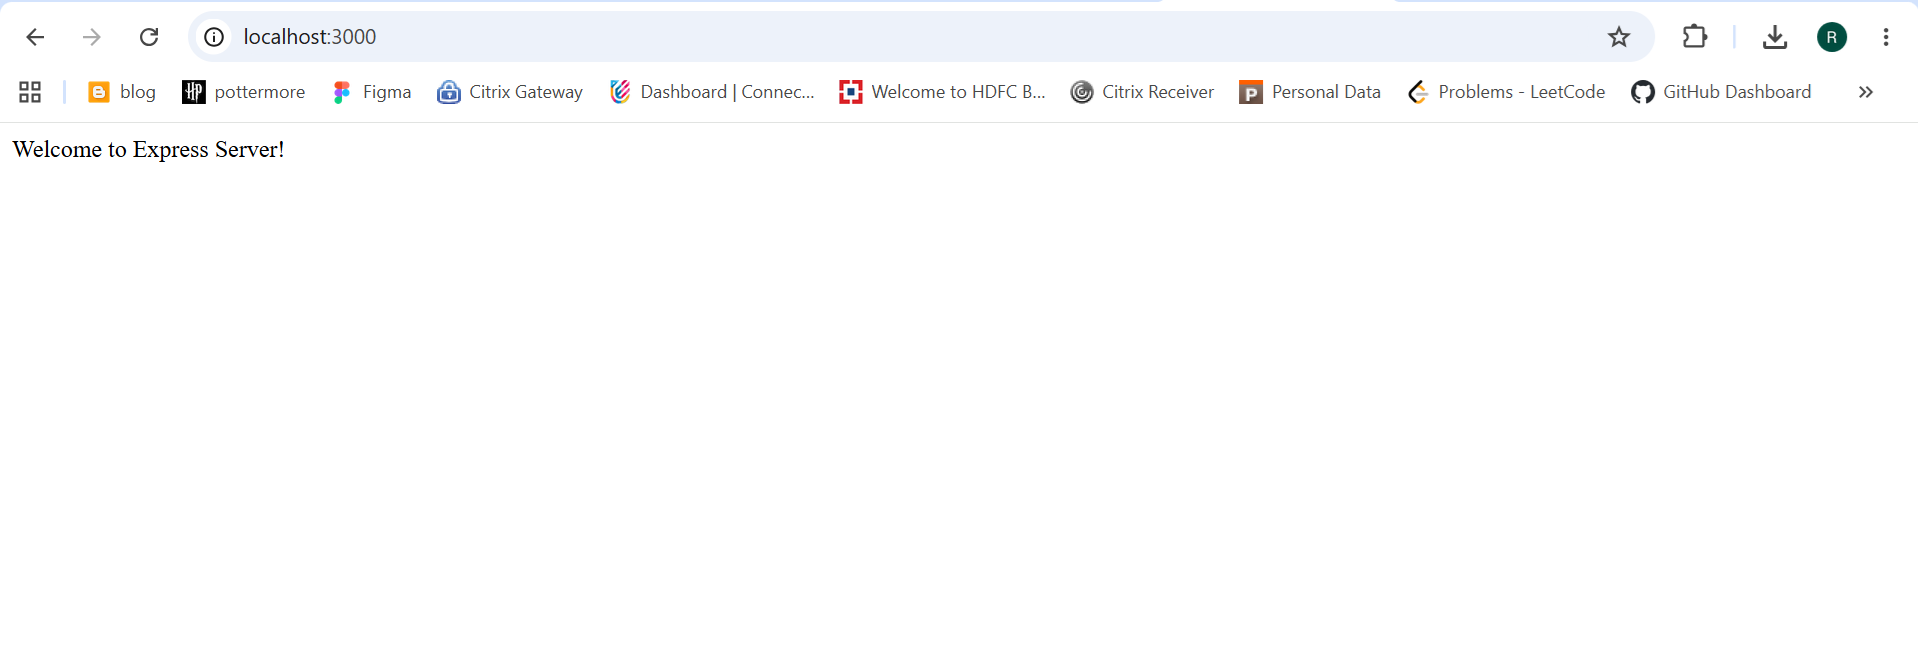 localhost:3000
R
blog pottermore Figma Citrix Gateway Dashboard | Connec... Welcome to HDFC B... Citrix Receiver Personal Data Problems - LeetCode GitHub Dashboard
Welcome to Express Server!